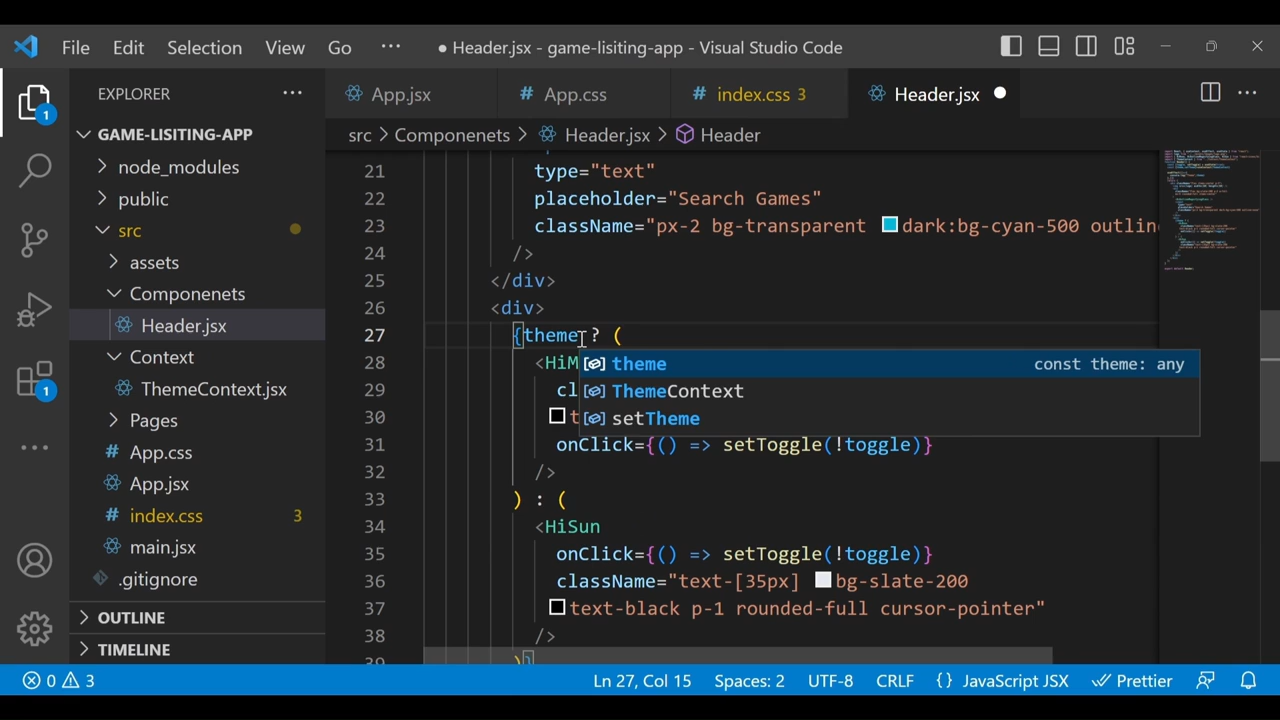 File Edit Selection View Go ··· ● Header.jsx - game-lisiting-app - Visual Studio Code
EXPLORER ···
GAME-LISITING-APP
node_modules
public
src
assets
Componenets
Header.jsx
Context
ThemeContext.jsx
Pages
# App.css
App.jsx
# index.css 3
main.jsx
.gitignore
OUTLINE
TIMELINE
1
1
App.jsx # App.css # index.css 3 Header.jsx ●
src > Componenets > Header.jsx > Header
21 type="text"
22 placeholder="Search Games"
23 className="px-2 bg-transparent dark:bg-cyan-500 outlin
24 />
25 </div>
26 <div>
27 {theme ? (
28 <HiM
29 cl
30 t
31 onClick={() => setToggle(!toggle)}
32 />
33 ) : (
34 <HiSun
35 onClick={() => setToggle(!toggle)}
36 className="text-[35px] bg-slate-200
37 text-black p-1 rounded-full cursor-pointer"
38 />
39 )}
theme const theme: any
ThemeContext
setTheme
0 3 Ln 27, Col 15 Spaces: 2 UTF-8 CRLF {} JavaScript JSX Prettier